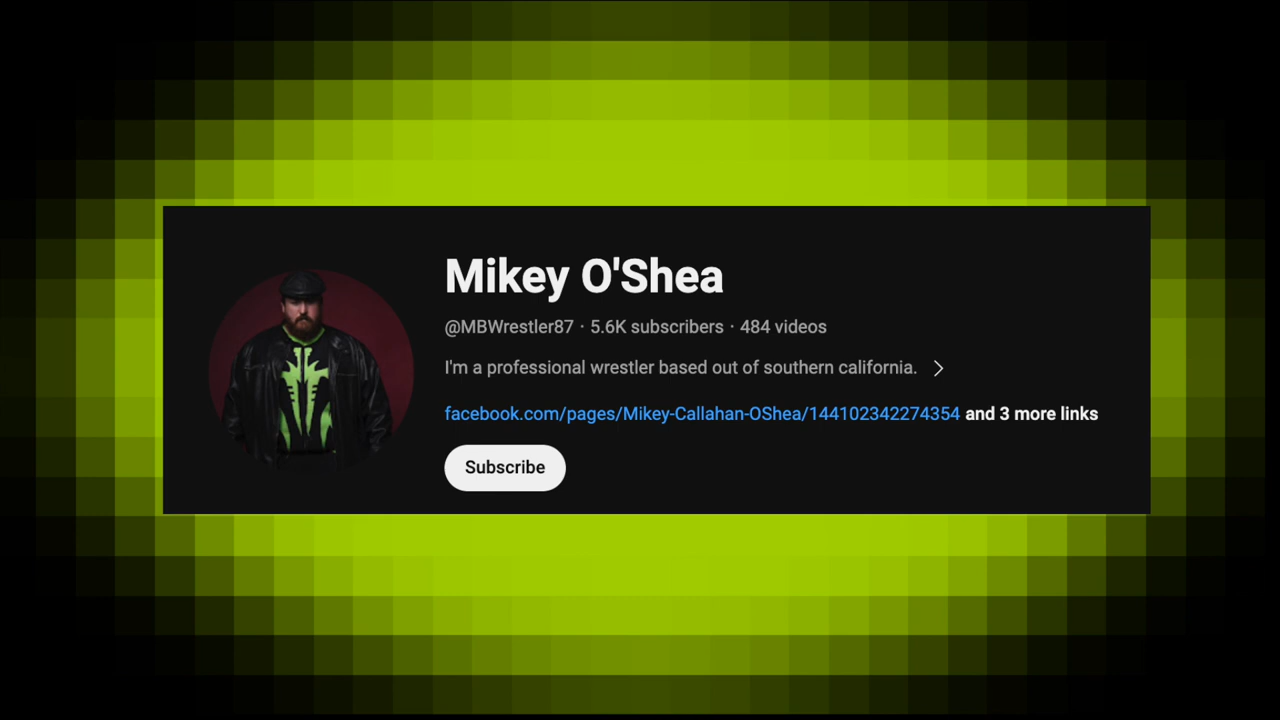 Mikey O'Shea
@MBWrestler87 · 5.6K subscribers · 484 videos
I'm a professional wrestler based out of southern california.
facebook.com/pages/Mikey-Callahan-OShea/144102342274354 and 3 more links
Subscribe